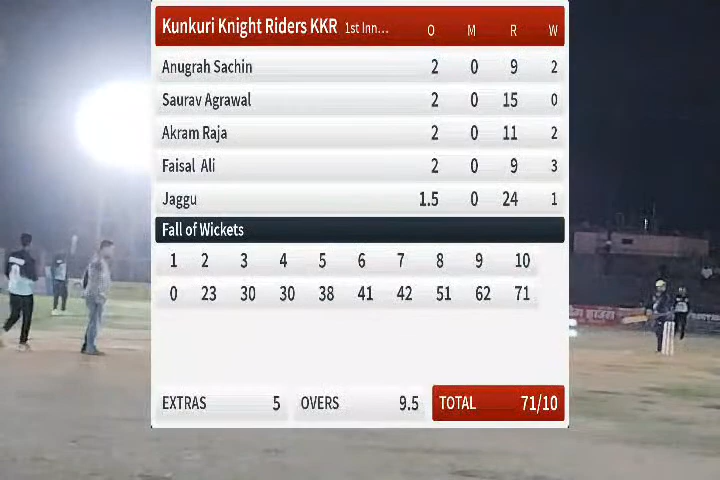 Kunkuri Knight Riders KKR 1st Inn... O M R W
Anugrah Sachin 2 0 9 2
Saurav Agrawal 2 0 15 0
Akram Raja 2 0 11 2
Faisal Ali 2 0 9 3
Jaggu 1.5 0 24 1
Fall of Wickets
1 2 3 4 5 6 7 8 9 10
0 23 30 30 38 41 42 51 62 71
EXTRAS 5 OVERS 9.5 TOTAL 71/10